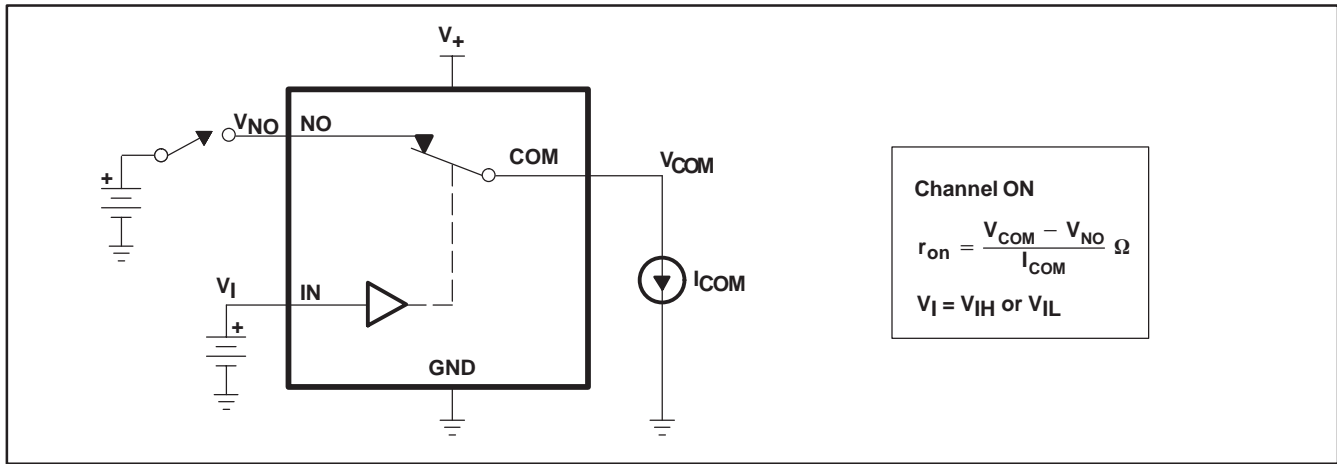 V+
VNO NO
COM
VCOM
+
ICOM
VI IN
+
GND
Channel ON
ron = VCOM − VNO / ICOM Ω
VI = VIH or VIL